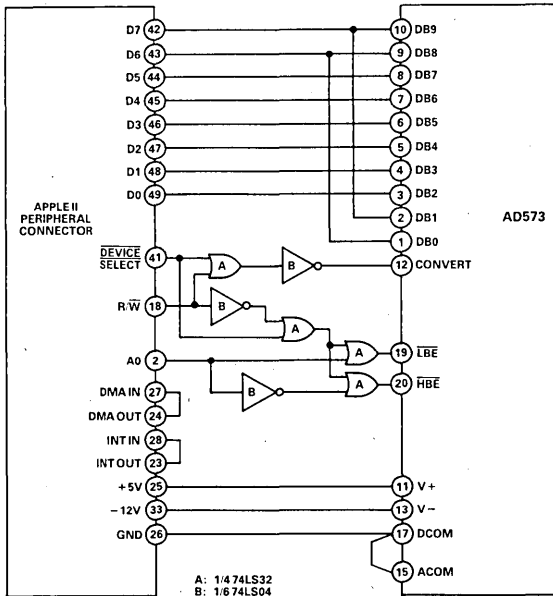 D7 42 10 DB9
D6 43 9 DB8
D5 44 8 DB7
D4 45 7 DB6
D3 46 6 DB5
D2 47 5 DB4
D1 48 4 DB3
D0 49 3 DB2
APPLE II
PERIPHERAL
CONNECTOR
2 DB1
AD573
1 DB0
DEVICE
SELECT
41 A B 12 CONVERT
R/W 18 B A
A 19 LBE
A0 2 B A 20 HBE
DMA IN 27
DMA OUT 24
INT IN 28
INT OUT 23
+5V 25 11 V+
-12V 33 13 V-
GND 26 17 DCOM
15 ACOM
A: 1/4 74LS32
B: 1/6 74LS04